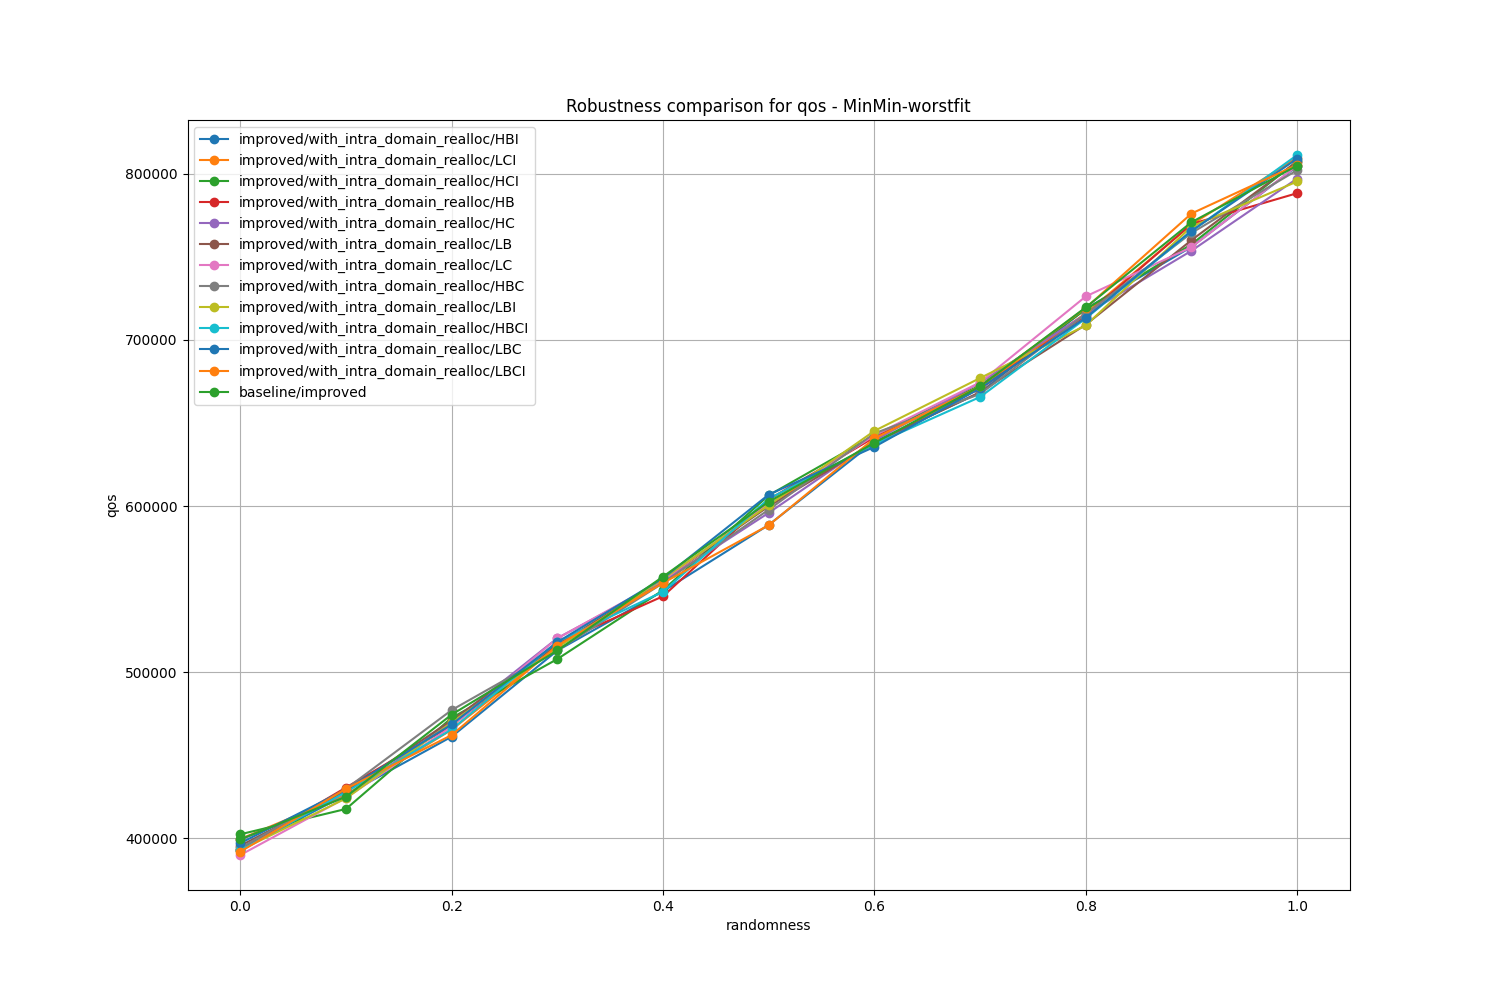 Robustness comparison for qos - MinMin-worstfit
improved/with_intra_domain_realloc/HBI
improved/with_intra_domain_realloc/LCI
improved/with_intra_domain_realloc/HCI
improved/with_intra_domain_realloc/HB
improved/with_intra_domain_realloc/HC
improved/with_intra_domain_realloc/LB
improved/with_intra_domain_realloc/LC
improved/with_intra_domain_realloc/HBC
improved/with_intra_domain_realloc/LBI
improved/with_intra_domain_realloc/HBCI
improved/with_intra_domain_realloc/LBC
improved/with_intra_domain_realloc/LBCI
baseline/improved
800000
700000
600000
500000
400000
qos
0.0 0.2 0.4 0.6 0.8 1.0
randomness